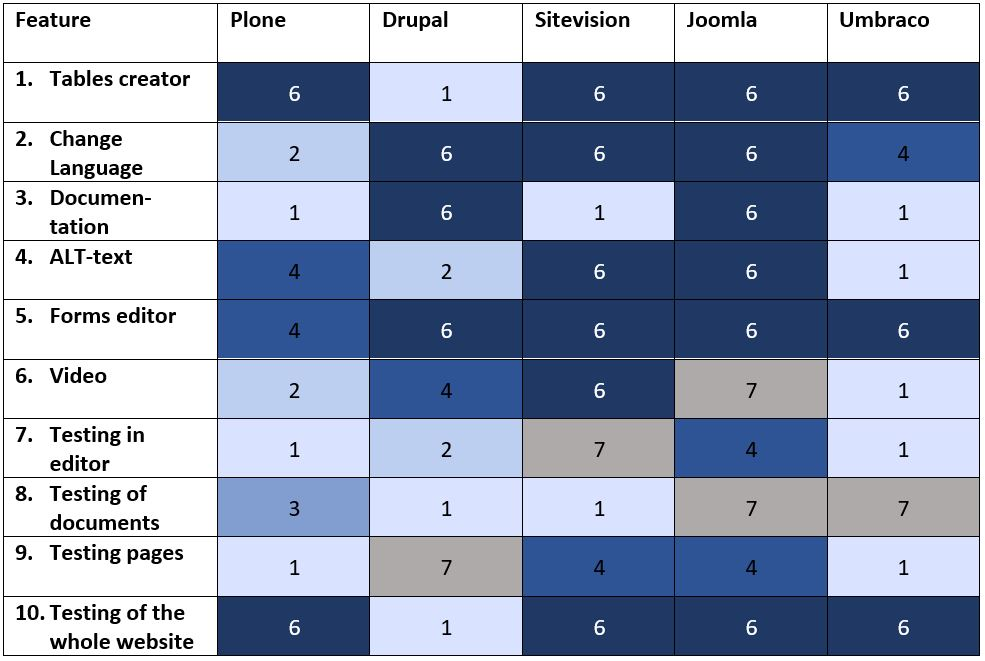 Feature Plone Drupal Sitevision Joomla Umbraco
1. Tables creator 6 1 6 6 6
2. Change
Language 2 6 6 6 4
3. Documen-
tation 1 6 1 6 1
4. ALT-text 4 2 6 6 1
5. Forms editor 4 6 6 6 6
6. Video 2 4 6 7 1
7. Testing in
editor 1 2 7 4 1
8. Testing of
documents 3 1 1 7 7
9. Testing pages 1 7 4 4 1
10. Testing of the
whole website 6 1 6 6 6